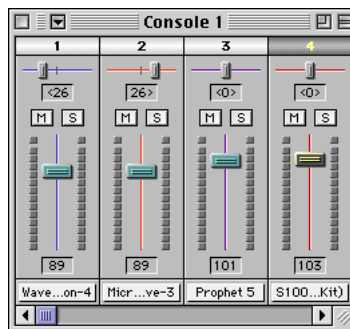 Console 1
1 2 3 4
<26 26> <0> <0>
M S M S M S M S
89 89 101 103
Wave...on-4 Micr...ve-3 Prophet 5 S100...Kit)